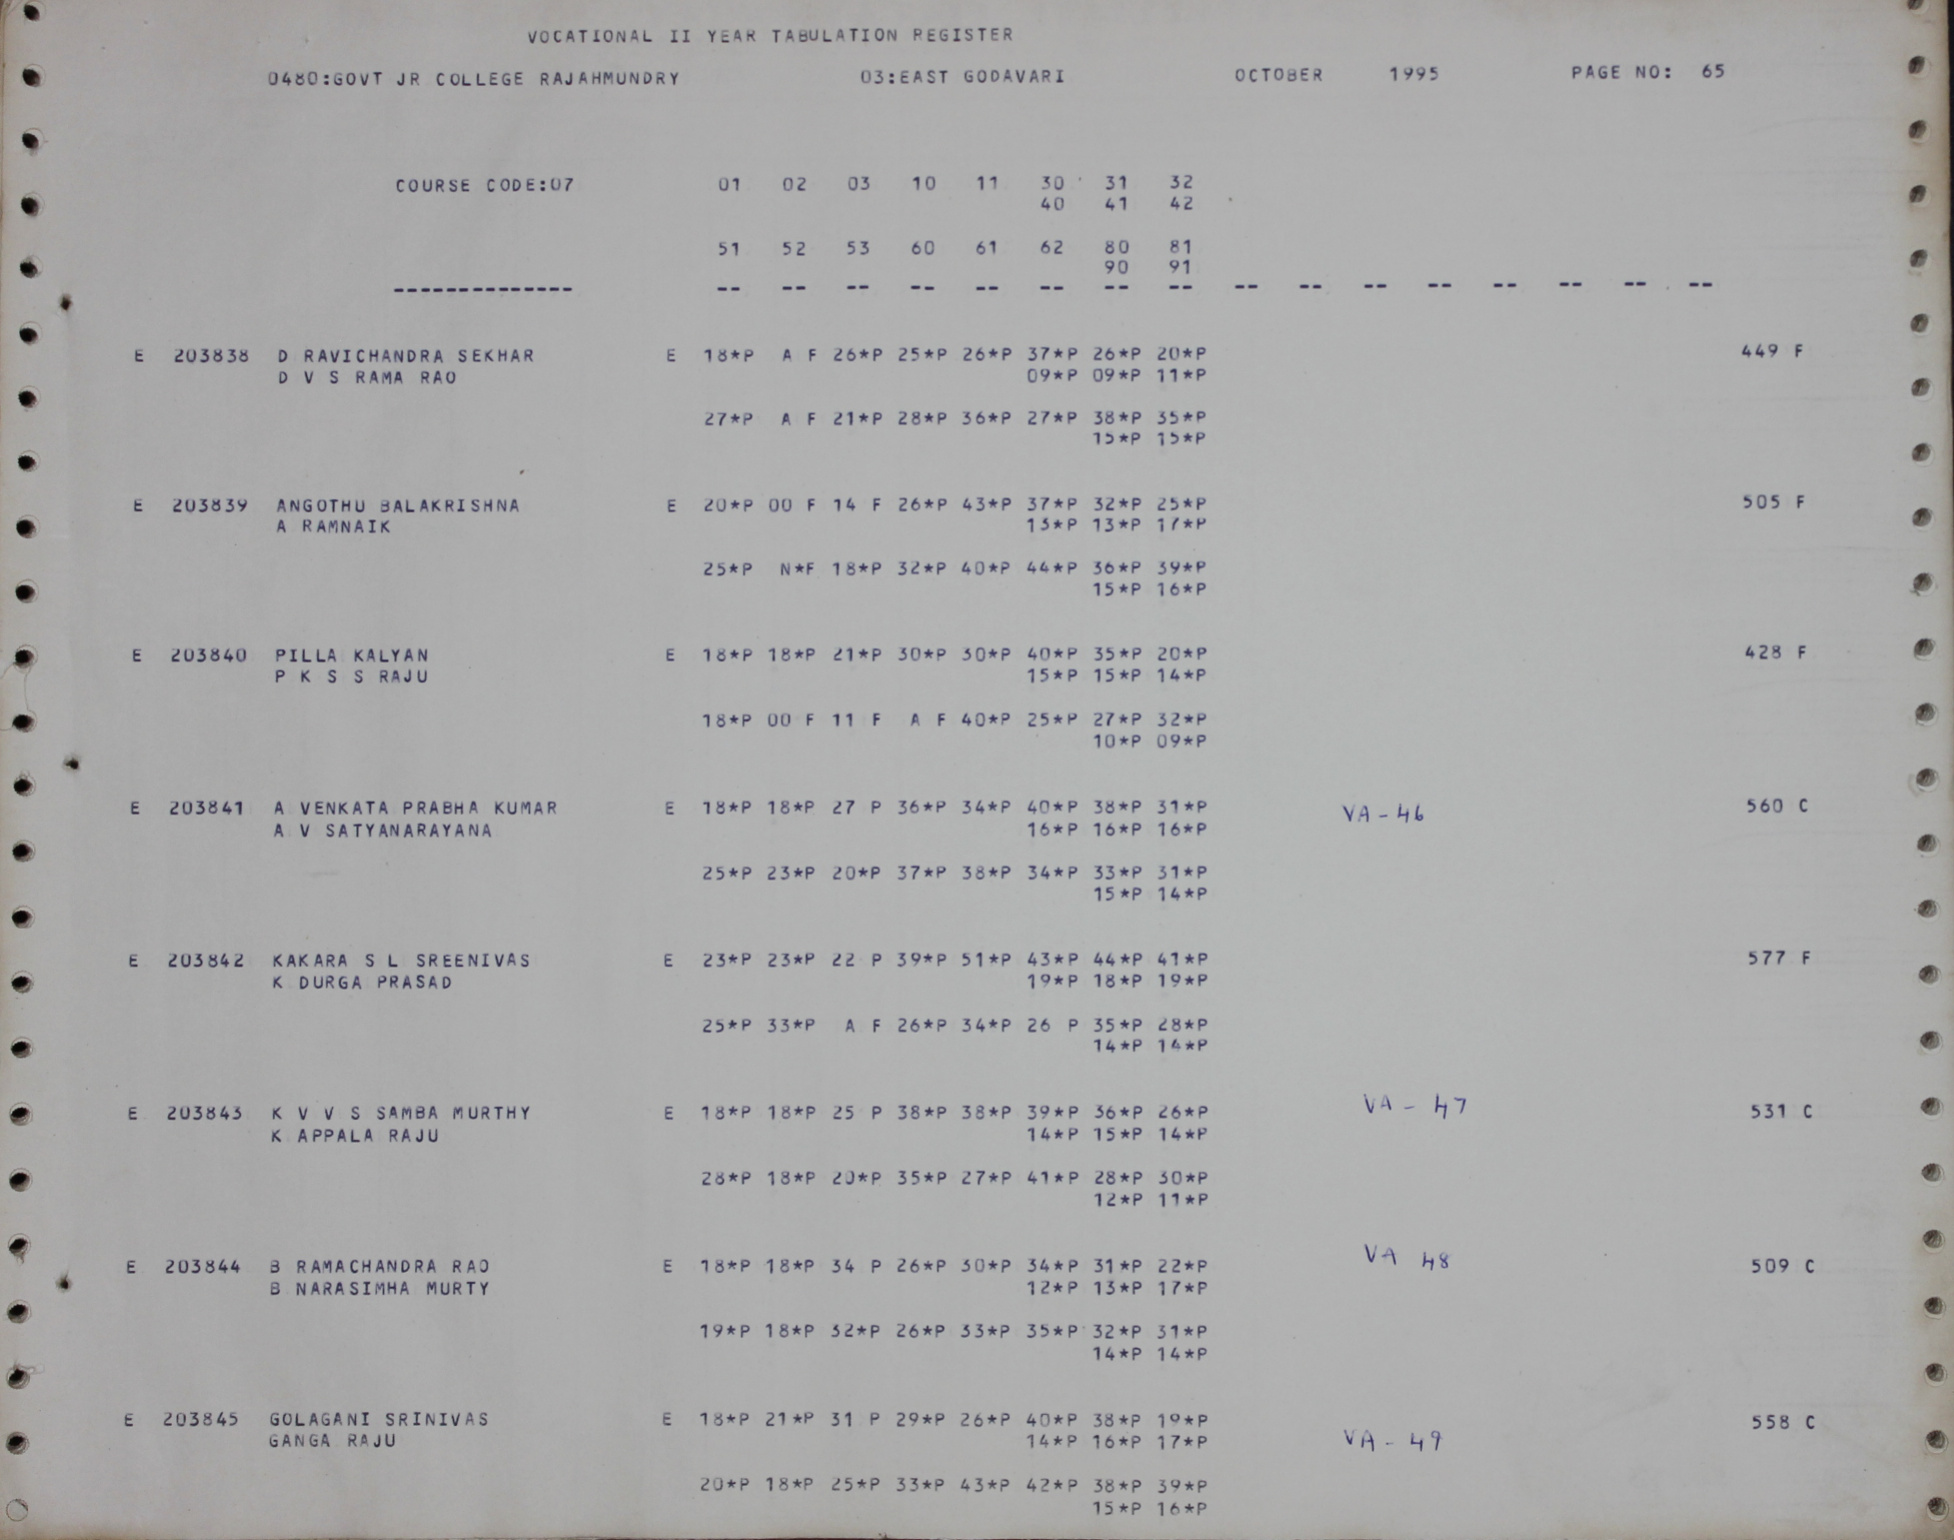 VOCATIONAL II YEAR TABULATION REGISTER
0480:GOVT JR COLLEGE RAJAHMUNDRY 03:EAST GODAVARI OCTOBER 1995 PAGE NO: 65
COURSE CODE:07 01 02 03 10 11 30 31 32
40 41 42
51 52 53 60 61 62 80 81
90 91
-------------- -- -- -- -- -- -- -- -- -- -- -- -- -- -- -- --
E 203838 D RAVICHANDRA SEKHAR E 18*P A F 26*P 25*P 26*P 37*P 26*P 20*P 449 F
D V S RAMA RAO 09*P 09*P 11*P
27*P A F 21*P 28*P 36*P 27*P 38*P 35*P
15*P 15*P
E 203839 ANGOTHU BALAKRISHNA E 20*P 00 F 14 F 26*P 43*P 37*P 32*P 25*P 505 F
A RAMNAIK 13*P 13*P 17*P
25*P N*F 18*P 32*P 40*P 44*P 36*P 39*P
15*P 16*P
E 203840 PILLA KALYAN E 18*P 18*P 21*P 30*P 30*P 40*P 35*P 20*P 428 F
P K S S RAJU 15*P 15*P 14*P
18*P 00 F 11 F A F 40*P 25*P 27*P 32*P
10*P 09*P
E 203841 A VENKATA PRABHA KUMAR E 18*P 18*P 27 P 36*P 34*P 40*P 38*P 31*P VA-46 560 C
A V SATYANARAYANA 16*P 16*P 16*P
25*P 23*P 20*P 37*P 38*P 34*P 33*P 31*P
15*P 14*P
E 203842 KAKARA S L SREENIVAS E 23*P 23*P 22 P 39*P 51*P 43*P 44*P 41*P 577 F
K DURGA PRASAD 19*P 18*P 19*P
25*P 33*P A F 26*P 34*P 26 P 35*P 28*P
14*P 14*P
E 203843 K V V S SAMBA MURTHY E 18*P 18*P 25 P 38*P 38*P 39*P 36*P 26*P VA - 47 531 C
K APPALA RAJU 14*P 15*P 14*P
28*P 18*P 20*P 35*P 27*P 41*P 28*P 30*P
12*P 11*P
E 203844 B RAMACHANDRA RAO E 18*P 18*P 34 P 26*P 30*P 34*P 31*P 22*P VA 48 509 C
B NARASIMHA MURTY 12*P 13*P 17*P
19*P 18*P 32*P 26*P 33*P 35*P 32*P 31*P
14*P 14*P
E 203845 GOLAGANI SRINIVAS E 18*P 21*P 31 P 29*P 26*P 40*P 38*P 19*P 558 C
GANGA RAJU 14*P 16*P 17*P VA - 49
20*P 18*P 25*P 33*P 43*P 42*P 38*P 39*P
15*P 16*P